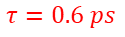 τ = 0.6 ps